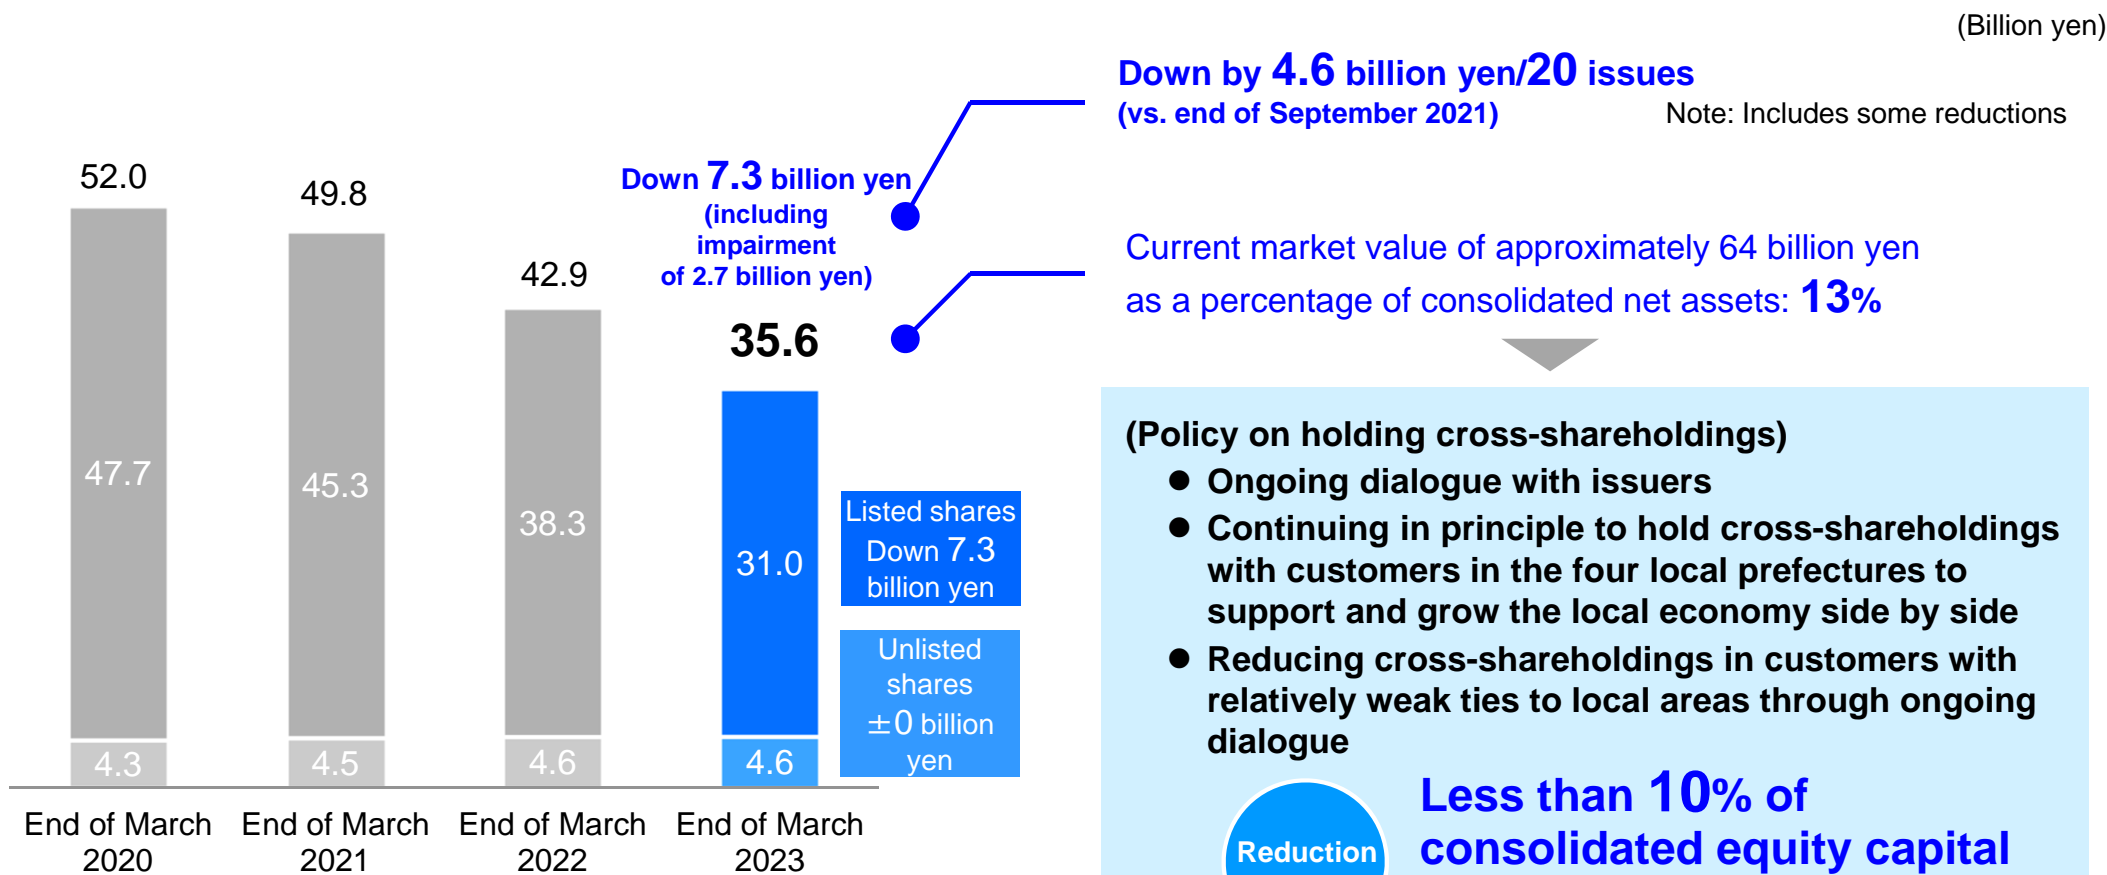 (Billion yen)
Down by 4.6 billion yen/20 issues
(vs. end of September 2021)
Note: Includes some reductions
52.0
49.8
42.9
Down 7.3 billion yen
(including
impairment
of 2.7 billion yen)
35.6
Current market value of approximately 64 billion yen
as a percentage of consolidated net assets: 13%
47.7
45.3
38.3
31.0
4.3
4.5
4.6
4.6
Listed shares
Down 7.3
billion yen
Unlisted
shares
±0 billion
yen
End of March
2020
End of March
2021
End of March
2022
End of March
2023
(Policy on holding cross-shareholdings)
● Ongoing dialogue with issuers
● Continuing in principle to hold cross-shareholdings
with customers in the four local prefectures to
support and grow the local economy side by side
● Reducing cross-shareholdings in customers with
relatively weak ties to local areas through ongoing
dialogue
Reduction
Less than 10% of
consolidated equity capital